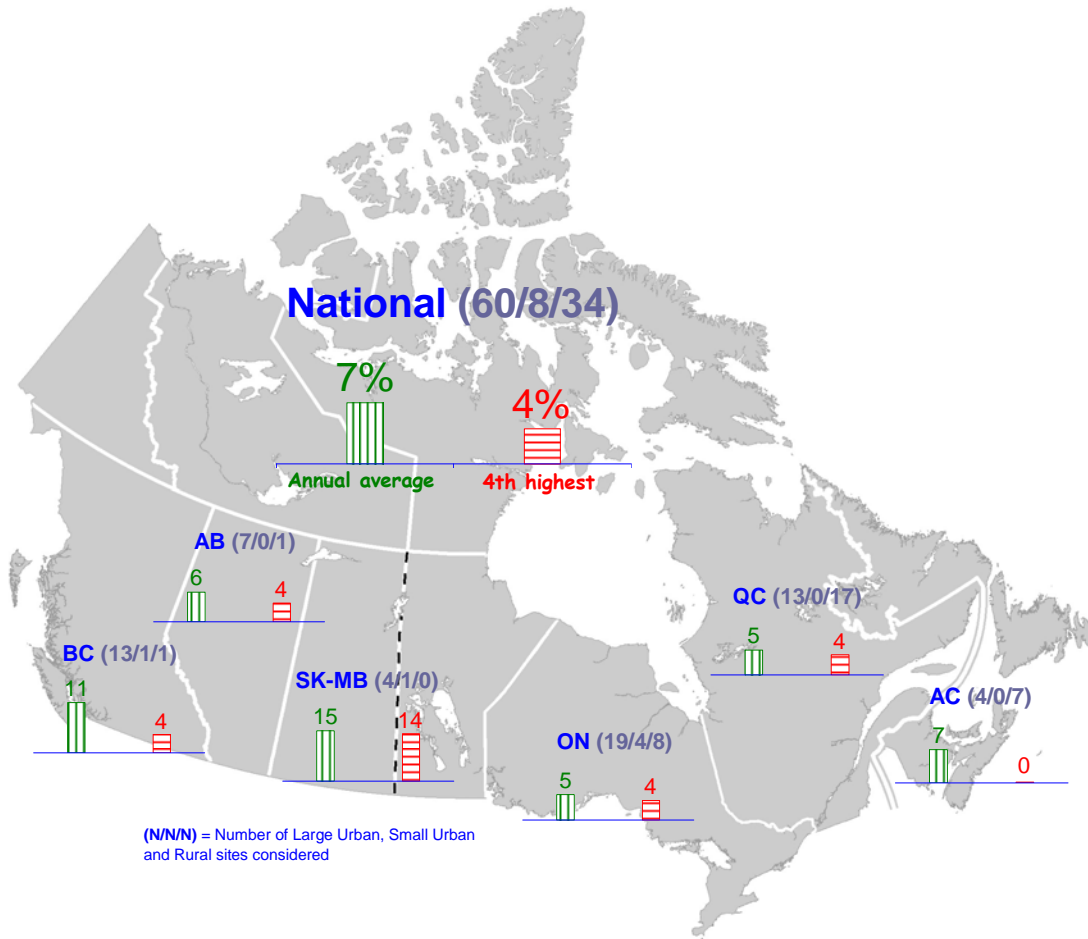 National (60/8/34)
7%
4%
Annual average
4th highest
AB (7/0/1)
6
4
QC (13/0/17)
5
4
BC (13/1/1)
11
4
SK-MB (4/1/0)
15
14
AC (4/0/7)
7
0
ON (19/4/8)
5
4
(N/N/N) = Number of Large Urban, Small Urban
and Rural sites considered